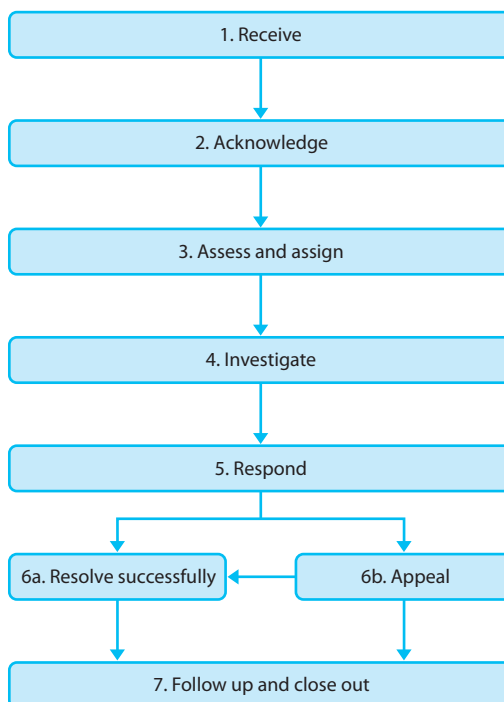 1. Receive
2. Acknowledge
3. Assess and assign
4. Investigate
5. Respond
6a. Resolve successfully
6b. Appeal
7. Follow up and close out